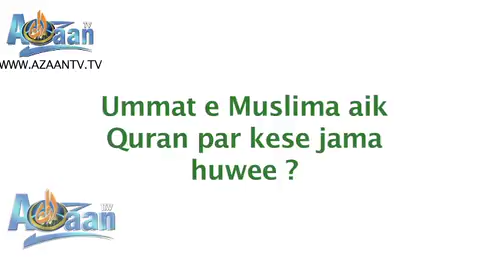 Azaan TV
WWW.AZAANTV.TV
Ummat e Muslima aik
Quran par kese jama
huwee ?
Azaan TV